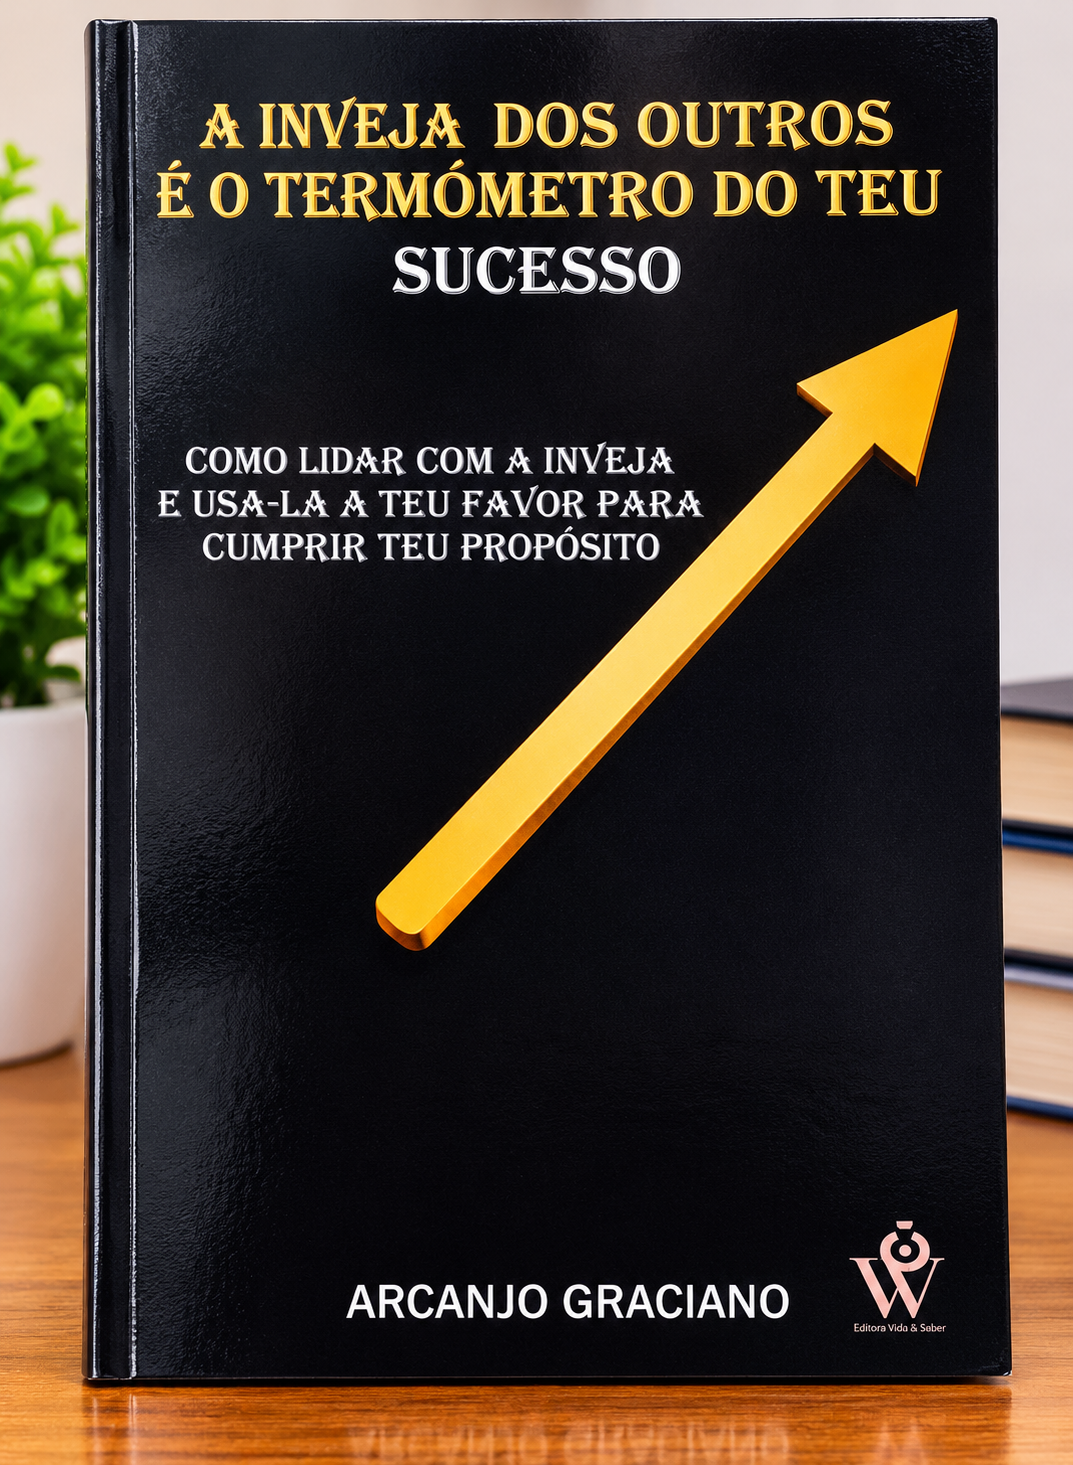 A INVEJA DOS OUTROS
É O TERMÓMETRO DO TEU
SUCESSO
COMO LIDAR COM A INVEJA
E USA-LA A TEU FAVOR PARA
CUMPRIR TEU PROPÓSITO
ARCANJO GRACIANO
Editora Vida & Saber